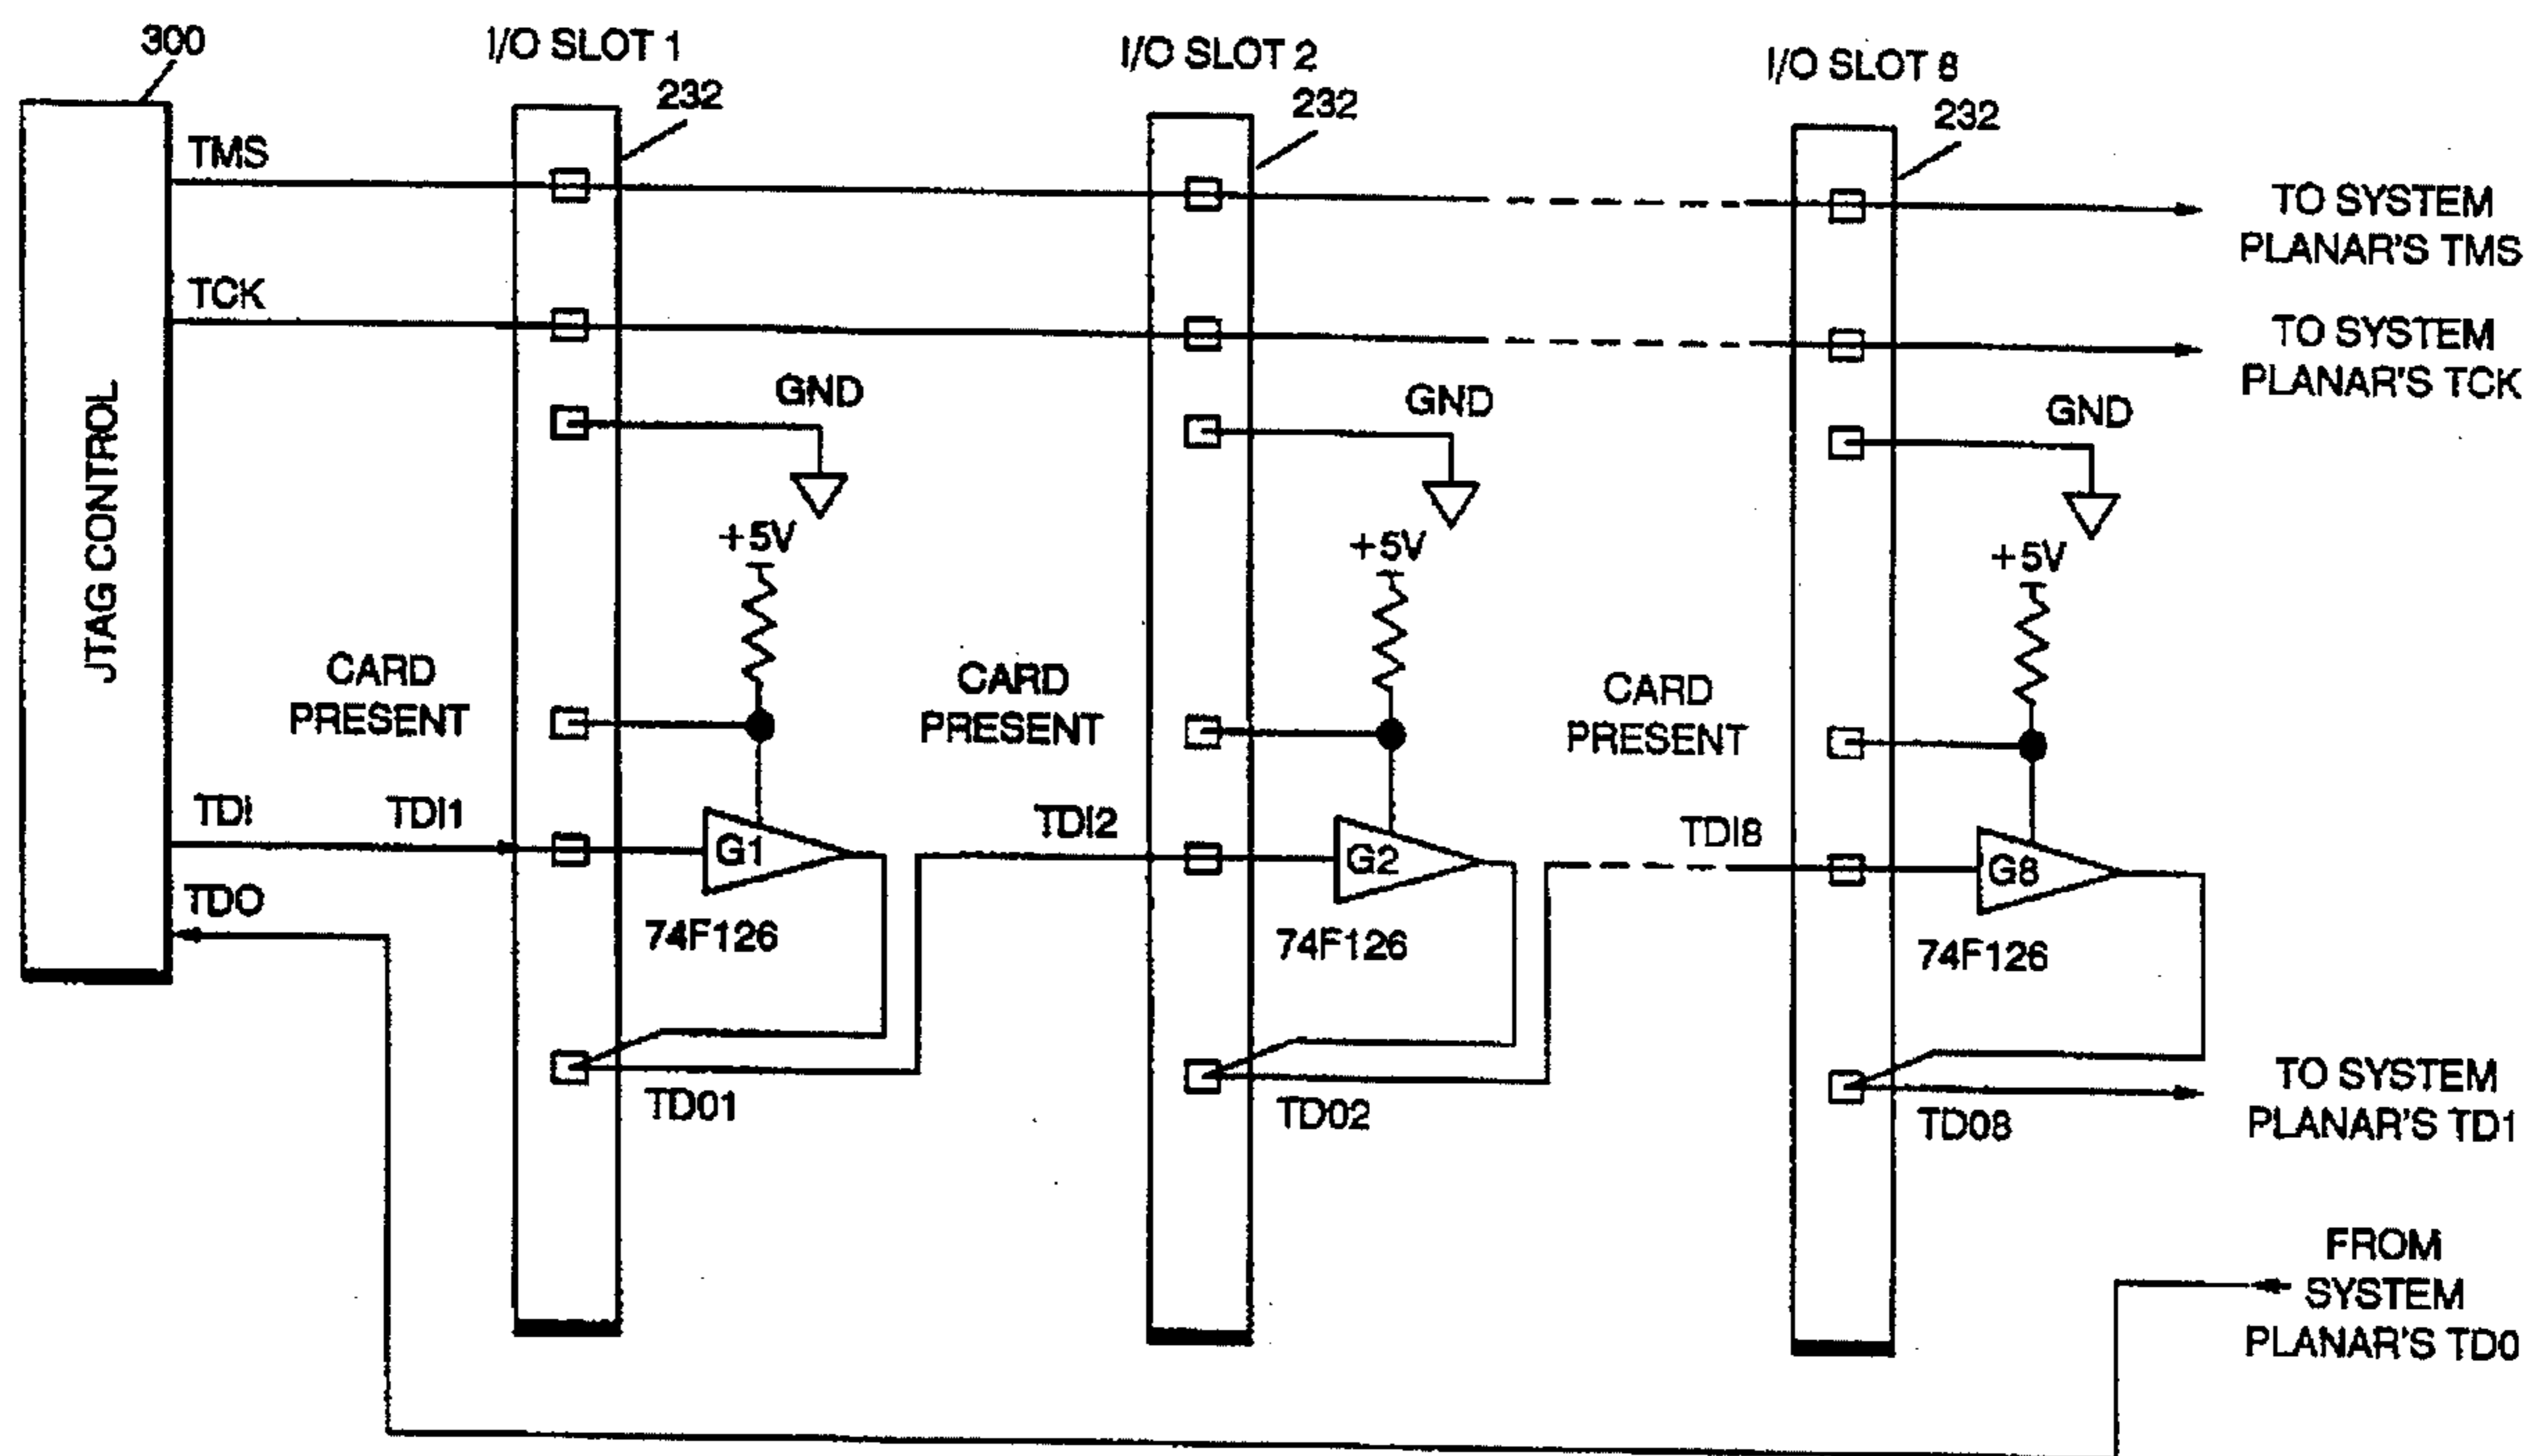 300
I/O SLOT 1
232
I/O SLOT 2
232
I/O SLOT 8
232
JTAG CONTROL
TMS
TO SYSTEM
PLANAR'S TMS
TCK
TO SYSTEM
PLANAR'S TCK
GND
GND
GND
+5V
+5V
+5V
CARD
PRESENT
CARD
PRESENT
CARD
PRESENT
TDI
TDI1
G1
TDI2
G2
TDI8
G8
TDO
74F126
74F126
74F126
TD01
TD02
TD08
TO SYSTEM
PLANAR'S TD1
FROM
SYSTEM
PLANAR'S TD0